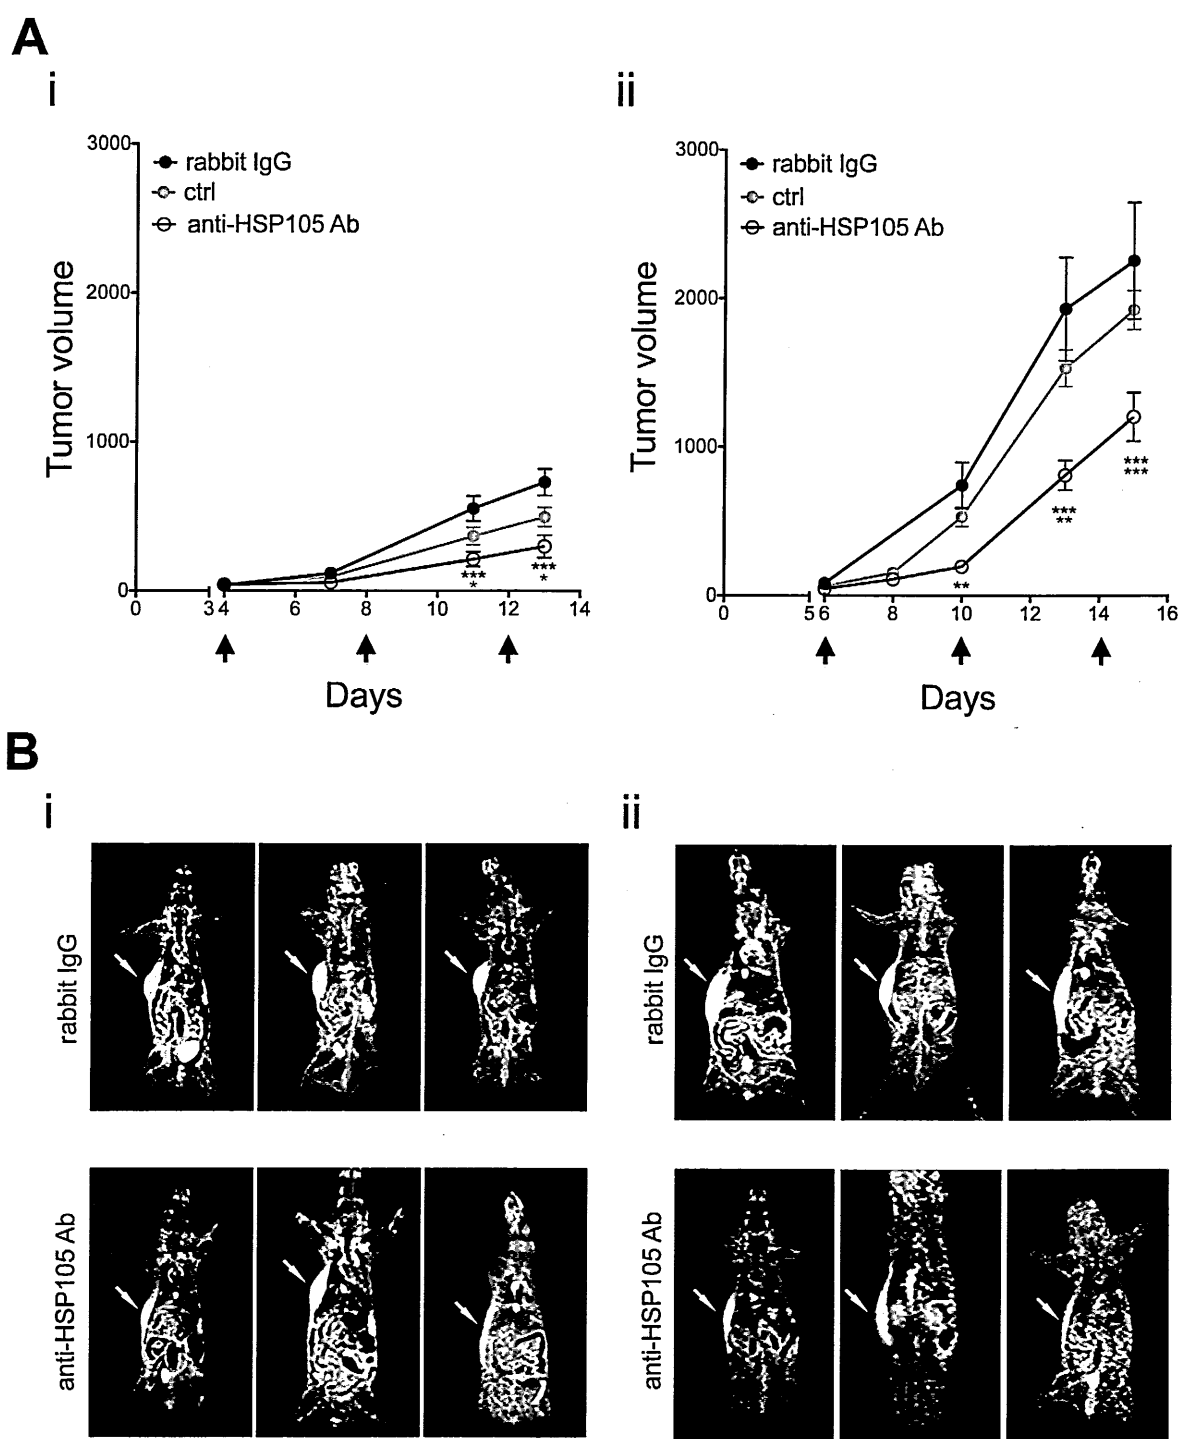 A
i
3000
rabbit IgG
ctrl
anti-HSP105 Ab
2000
1000
0
Tumor volume
***
*
***
*
0 3 4 6 8 10 12 14
Days
ii
3000
rabbit IgG
ctrl
anti-HSP105 Ab
2000
1000
0
Tumor volume
**
***
**
***
***
0 5 6 8 10 12 14 16
Days
B
i
rabbit IgG
anti-HSP105 Ab
ii
rabbit IgG
anti-HSP105 Ab